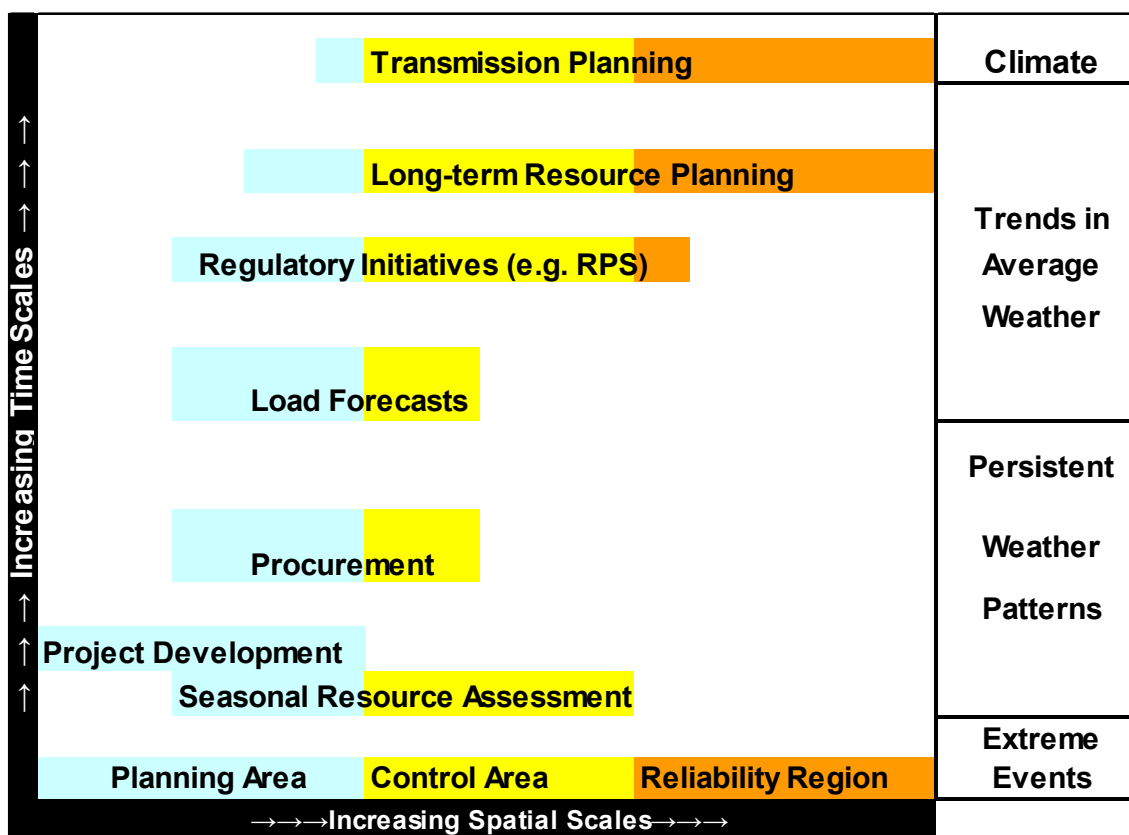 Transmission Planning
Climate
Long-term Resource Planning
Regulatory Initiatives (e.g. RPS)
Trends in
Average
Weather
Load Forecasts
Persistent
Weather
Patterns
Procurement
Project Development
Seasonal Resource Assessment
Extreme
Events
Planning Area
Control Area
Reliability Region
→→→Increasing Spatial Scales→→→
→ → → Increasing Time Scales → → → →